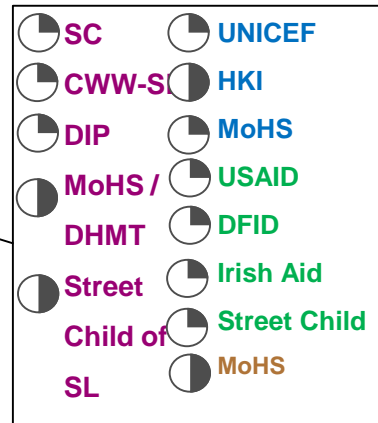 SC
CWW-SL
DIP
MoHS /
DHMT
Street
Child of
SL
UNICEF
HKI
MoHS
USAID
DFID
Irish Aid
Street Child
MoHS